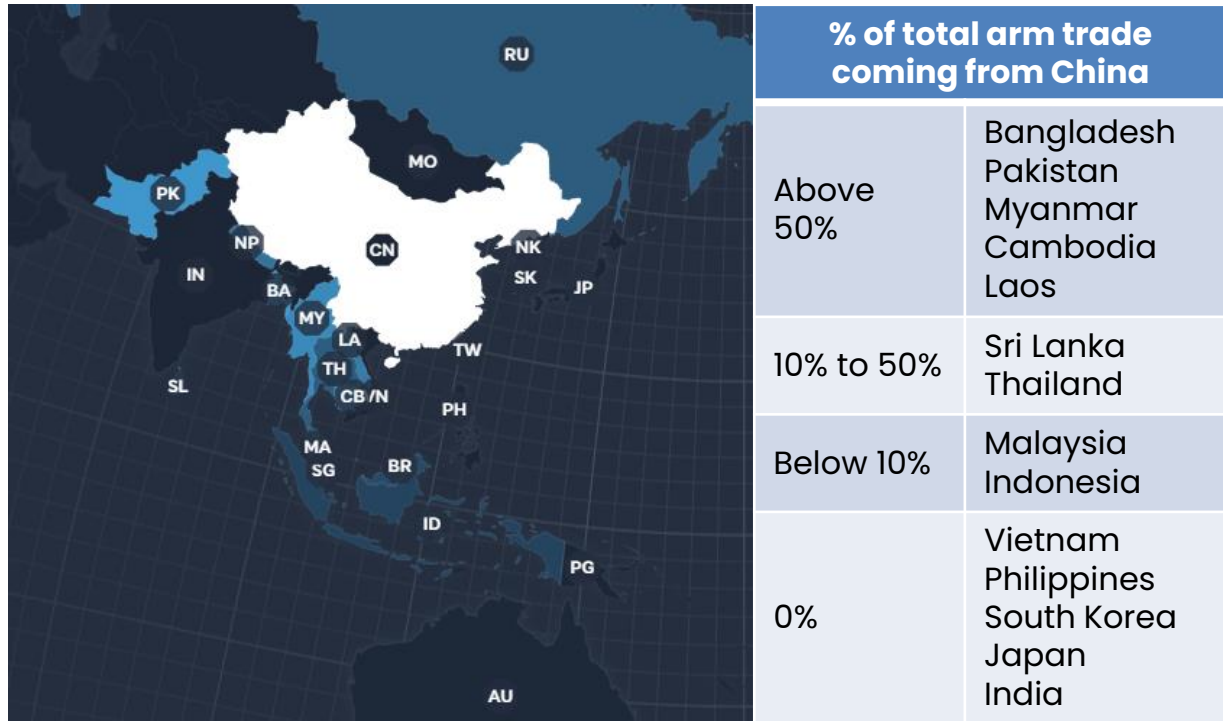 RU
MO
PK
NP
CN
NK
IN
SK
JP
BA
MY
LA
TW
TH
SL
CB/N
PH
MA
SG
BR
ID
PG
AU
% of total arm trade
coming from China
Above
50%
Bangladesh
Pakistan
Myanmar
Cambodia
Laos
10% to 50%
Sri Lanka
Thailand
Below 10%
Malaysia
Indonesia
0%
Vietnam
Philippines
South Korea
Japan
India